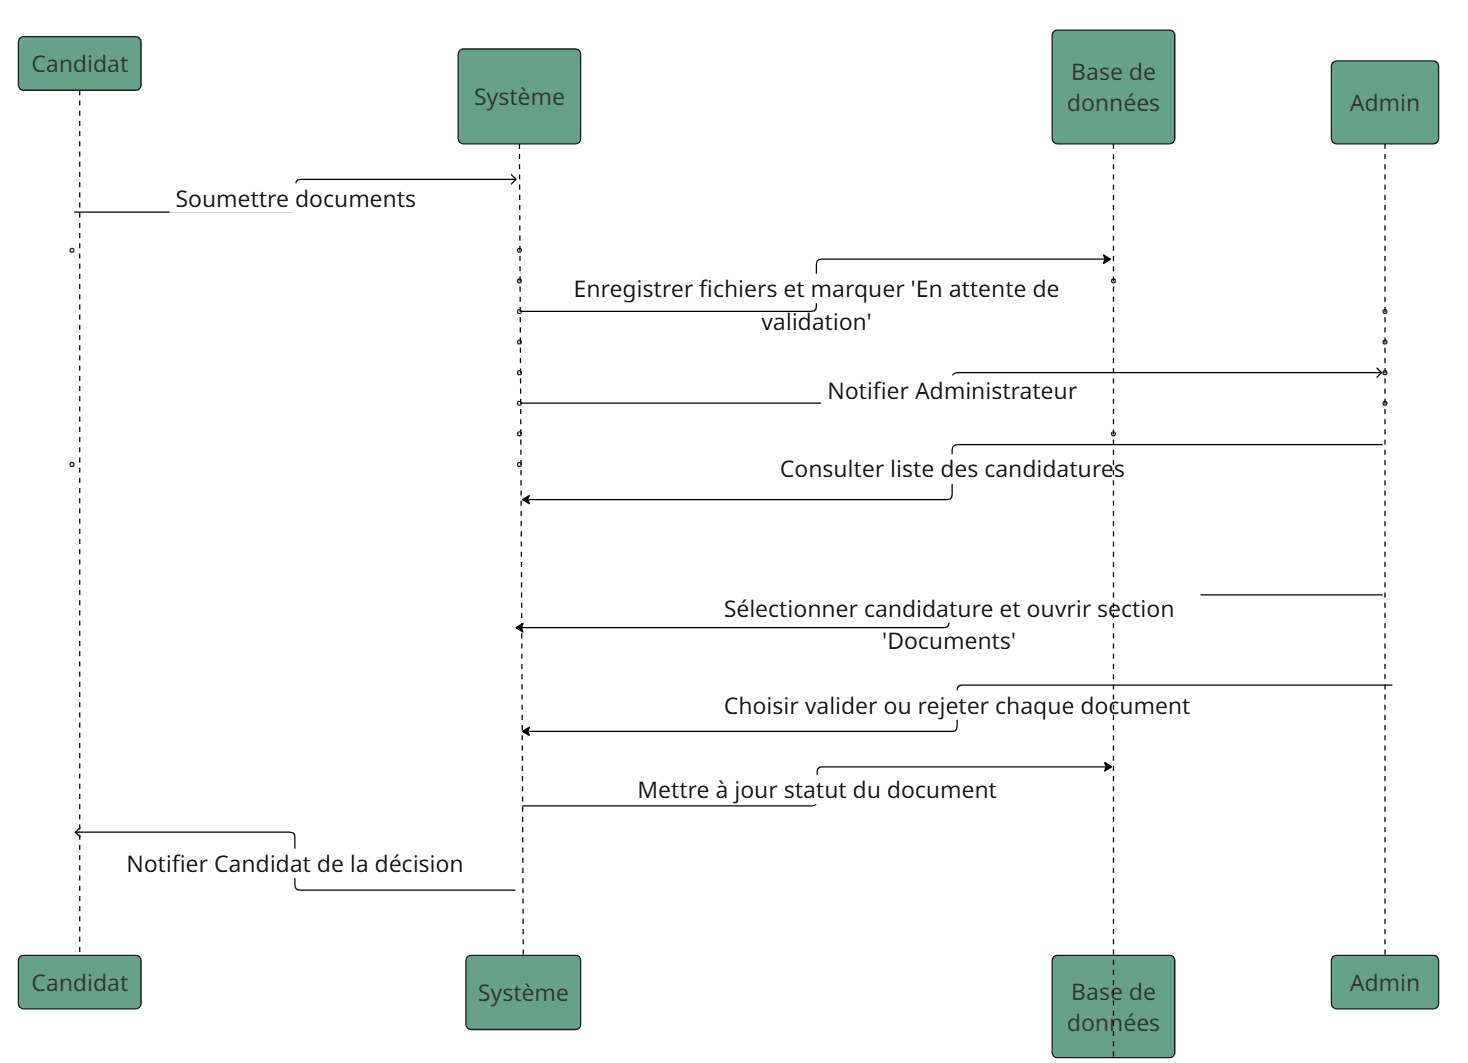 Candidat
Système
Base de
données
Admin
Soumettre documents
Enregistrer fichiers et marquer 'En attente de
validation'
Notifier Administrateur
Consulter liste des candidatures
Sélectionner candidature et ouvrir section
'Documents'
Choisir valider ou rejeter chaque document
Mettre à jour statut du document
Notifier Candidat de la décision
Candidat
Système
Base de
données
Admin